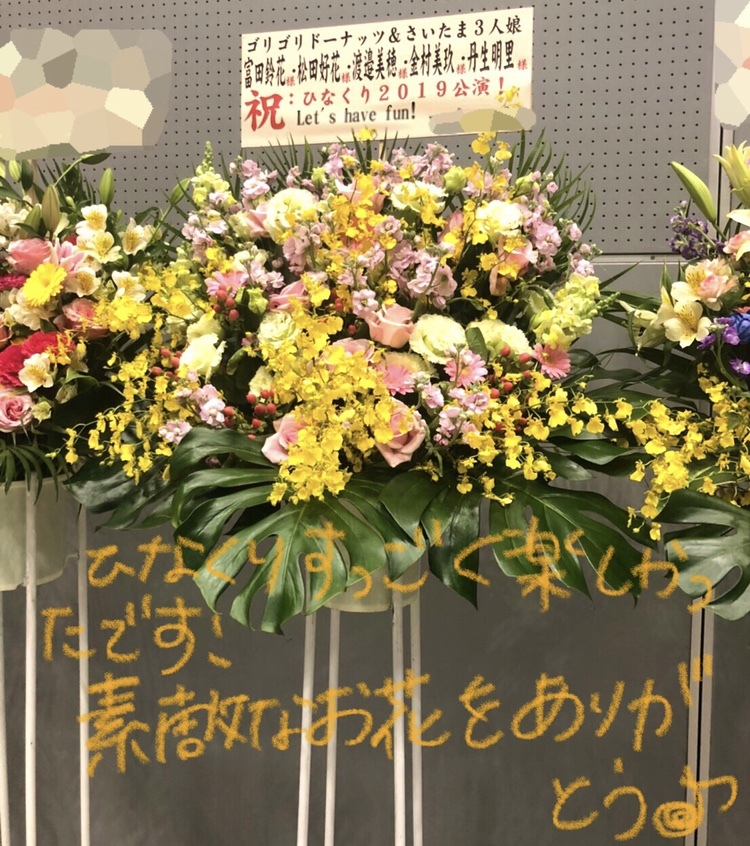 ゴリゴリドーナッツ&さいたま3人娘
富田鈴花様・松田好花様・渡邉美穂様・金村美玖様・丹生明里様
祝:ひなくり2019公演!
Let's have fun!
ひなくりすっごく楽しかっ
たです!
素敵なお花をありが
とう